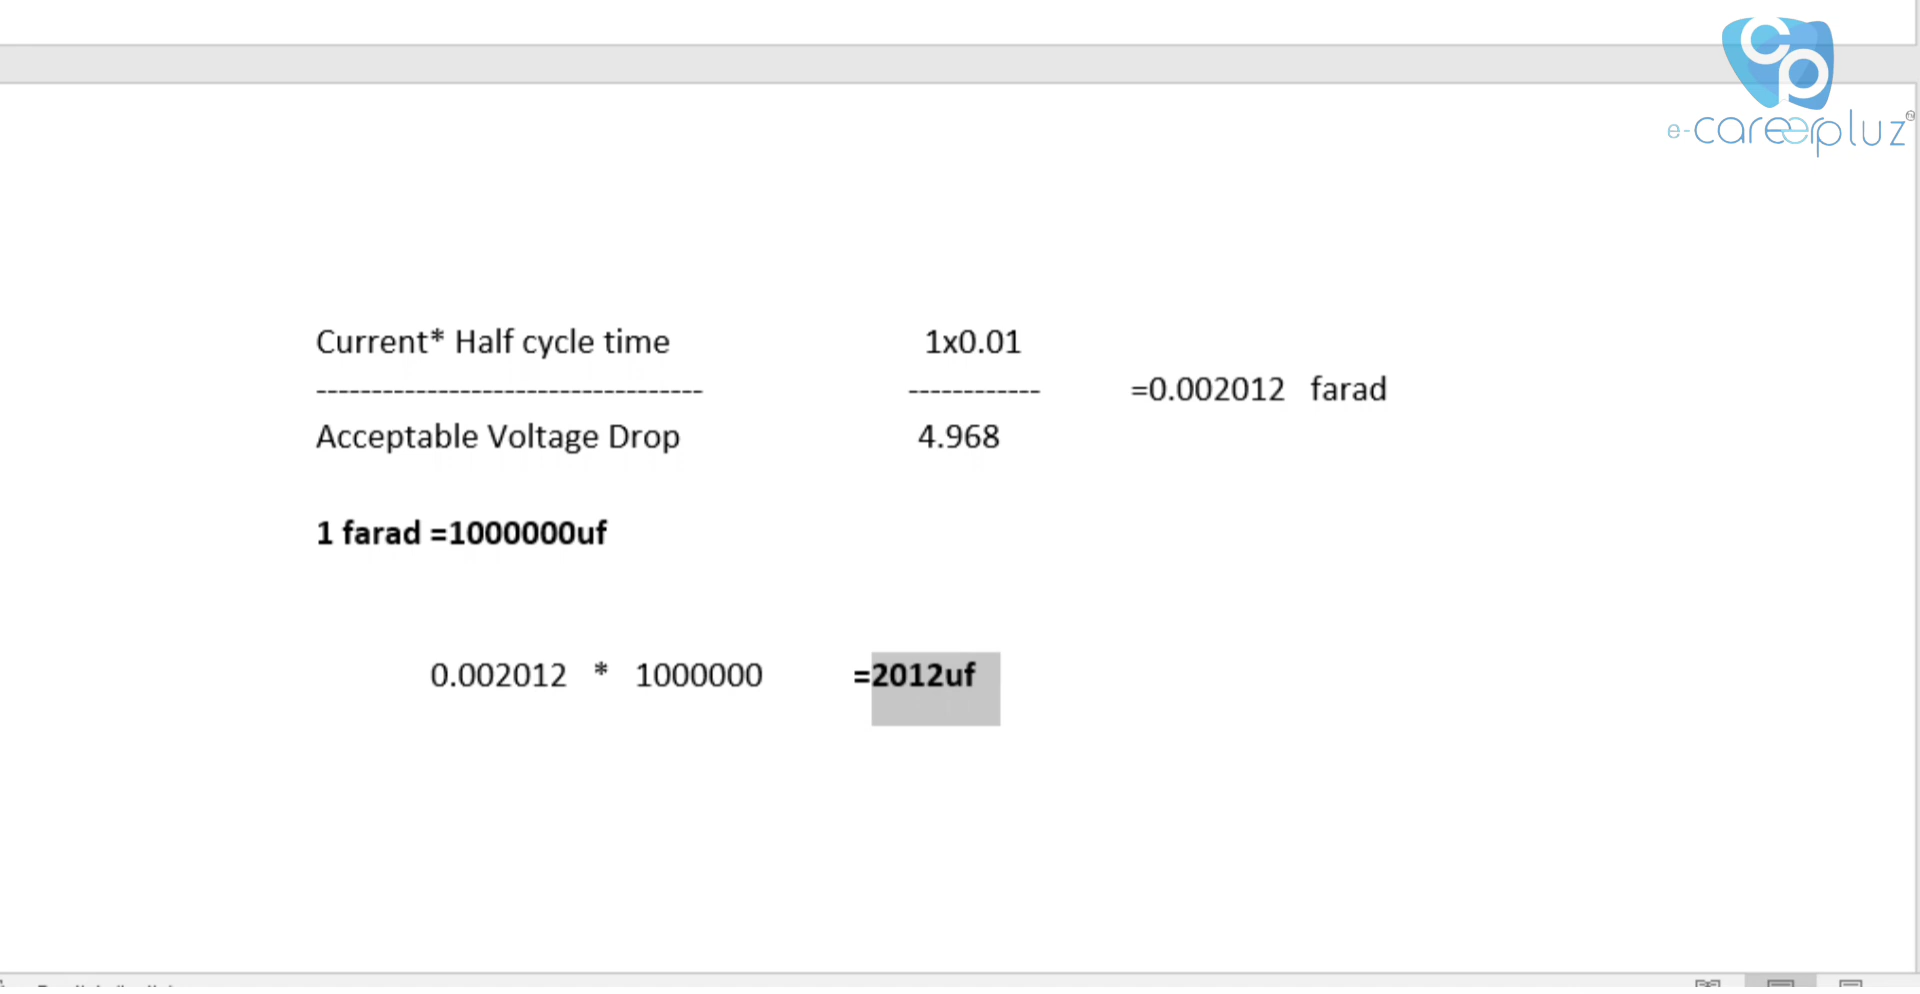 cp
e-careerpluz
Current* Half cycle time 1x0.01
--------------------------------- ------------ =0.002012 farad
Acceptable Voltage Drop 4.968
1 farad =1000000uf
0.002012 * 1000000 =2012uf